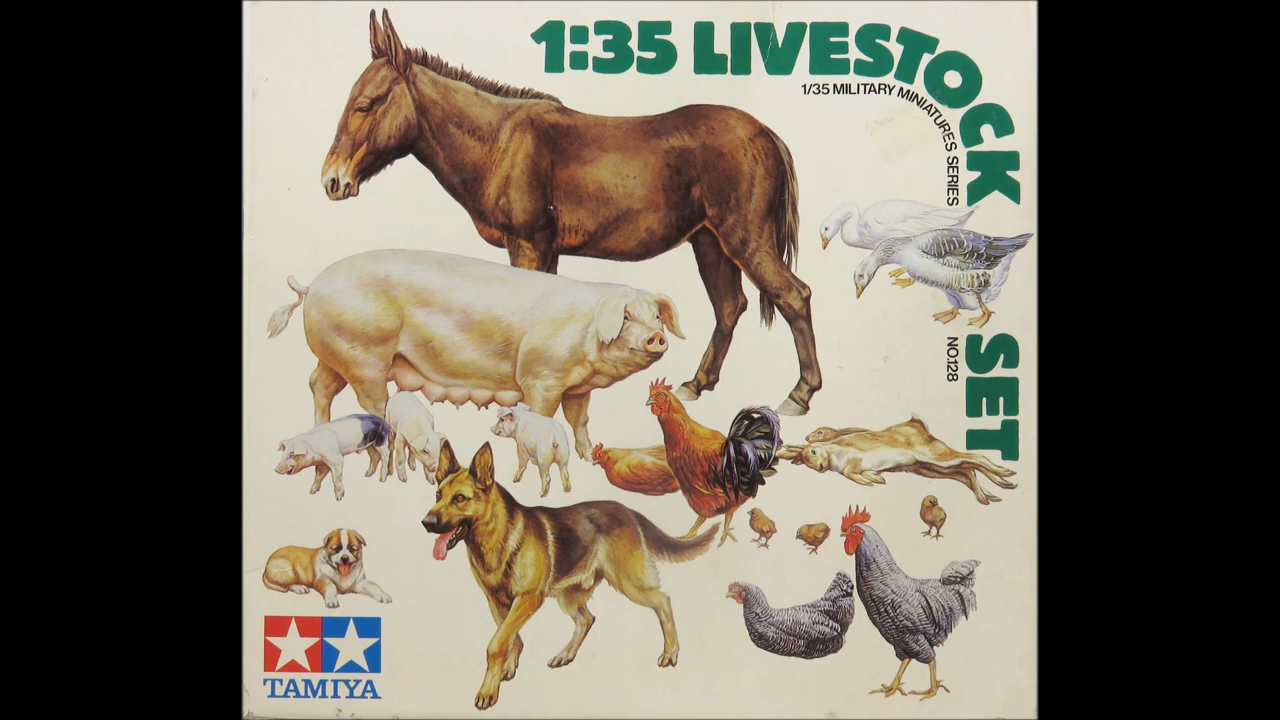 1:35 LIVESTOCK SET
1/35 MILITARY MINIATURES SERIES NO.128
TAMIYA